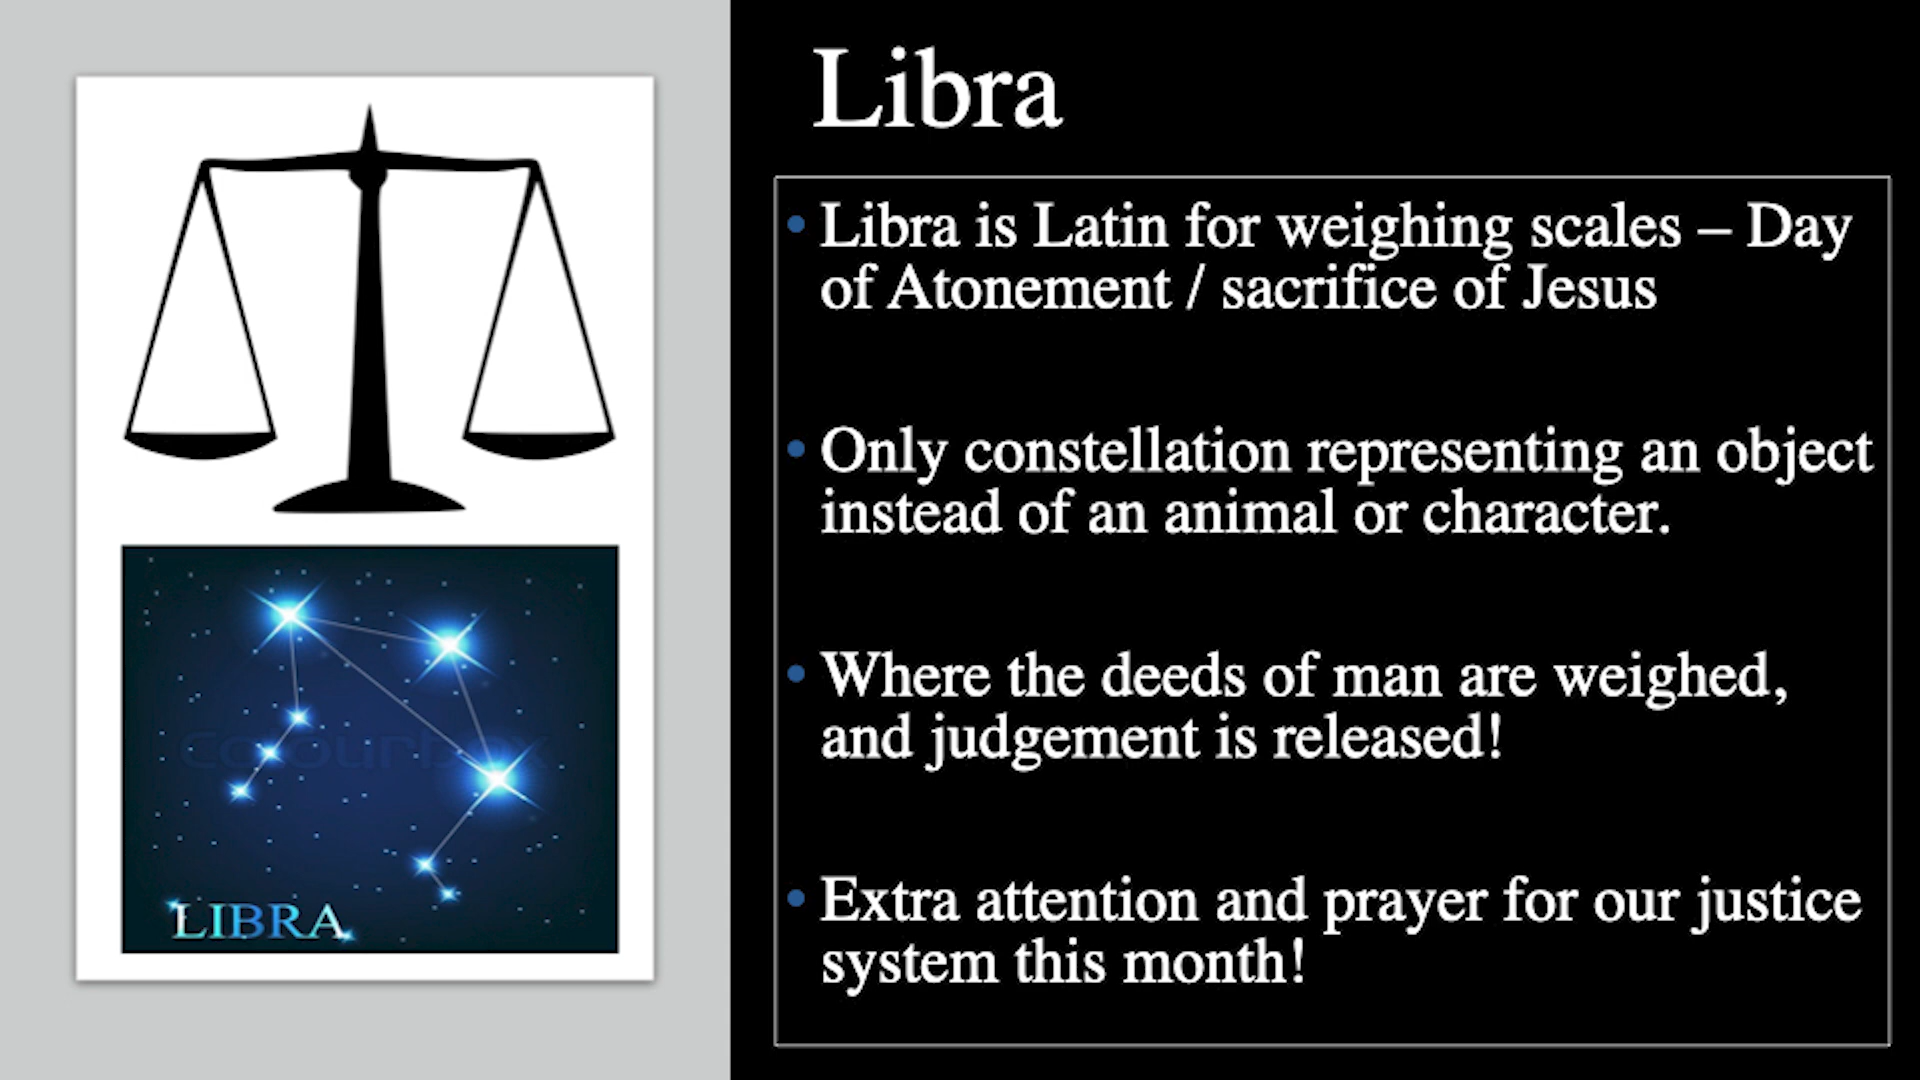 Libra
• Libra is Latin for weighing scales – Day
of Atonement / sacrifice of Jesus
• Only constellation representing an object
instead of an animal or character.
• Where the deeds of man are weighed,
and judgement is released!
• Extra attention and prayer for our justice
system this month!
colourbox
LIBRA